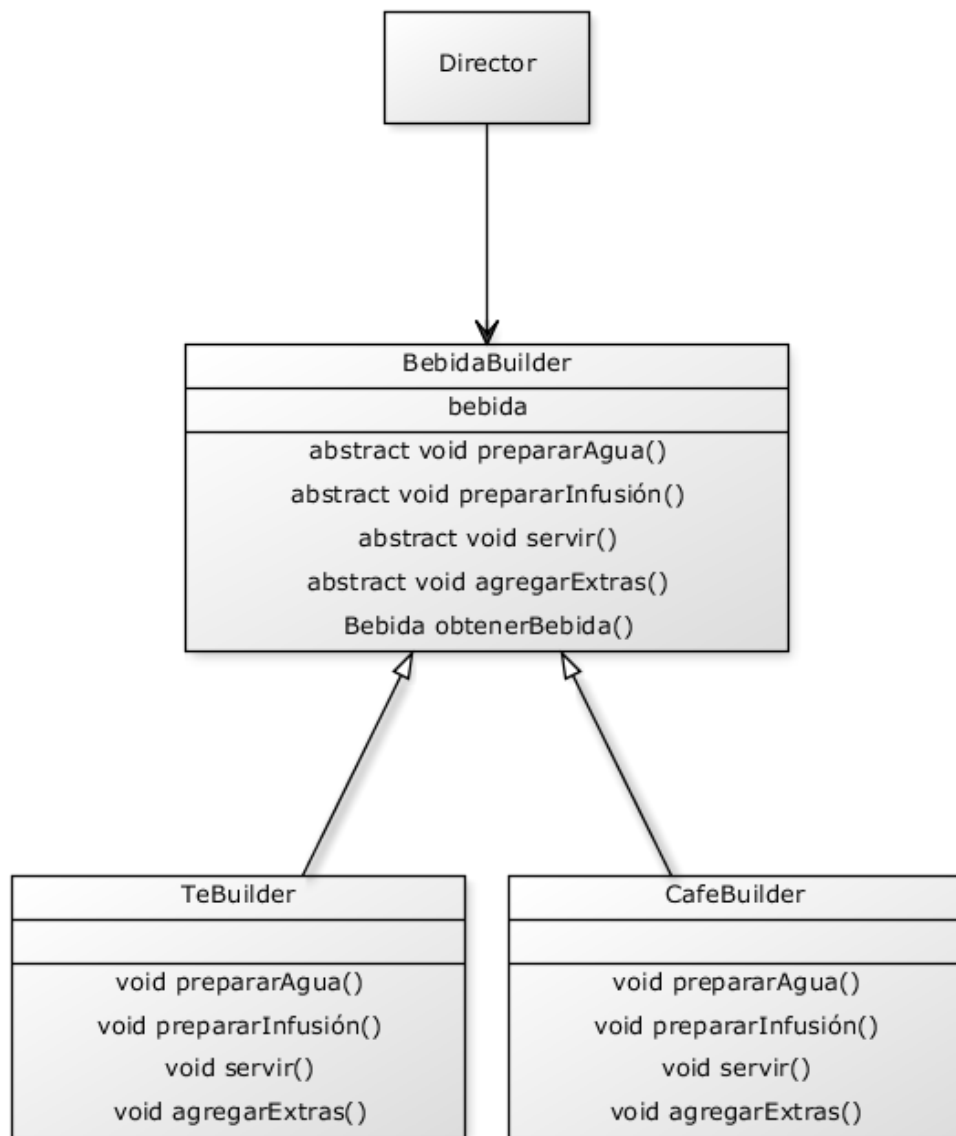 Director
BebidaBuilder
bebida
abstract void prepararAgua()
abstract void prepararInfusión()
abstract void servir()
abstract void agregarExtras()
Bebida obtenerBebida()
TeBuilder
void prepararAgua()
void prepararInfusión()
void servir()
void agregarExtras()
CafeBuilder
void prepararAgua()
void prepararInfusión()
void servir()
void agregarExtras()